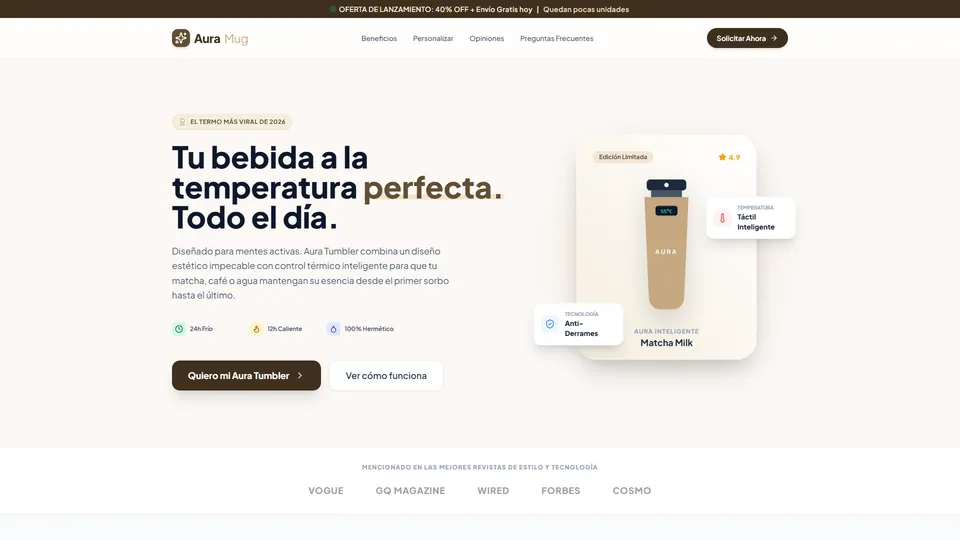 OFERTA DE LANZAMIENTO: 40% OFF + Envío Gratis hoy | Quedan pocas unidades
Aura Mug
Beneficios
Personalizar
Opiniones
Preguntas Frecuentes
Solicitar Ahora
EL TERMO MÁS VIRAL DE 2026
Tu bebida a la
temperatura perfecta.
Todo el día.
Diseñado para mentes activas. Aura Tumbler combina un diseño
estético impecable con control térmico inteligente para que tu
matcha, café o agua mantengan su esencia desde el primer sorbo
hasta el último.
24h Frío
12h Caliente
100% Hermético
Quiero mi Aura Tumbler
Ver cómo funciona
Edición Limitada
4.9
55°C
AURA
TEMPERATURA
Táctil
Inteligente
TECNOLOGÍA
Anti-
Derrames
AURA INTELIGENTE
Matcha Milk
MENCIONADO EN LAS MEJORES REVISTAS DE ESTILO Y TECNOLOGÍA
VOGUE
GQ MAGAZINE
WIRED
FORBES
COSMO